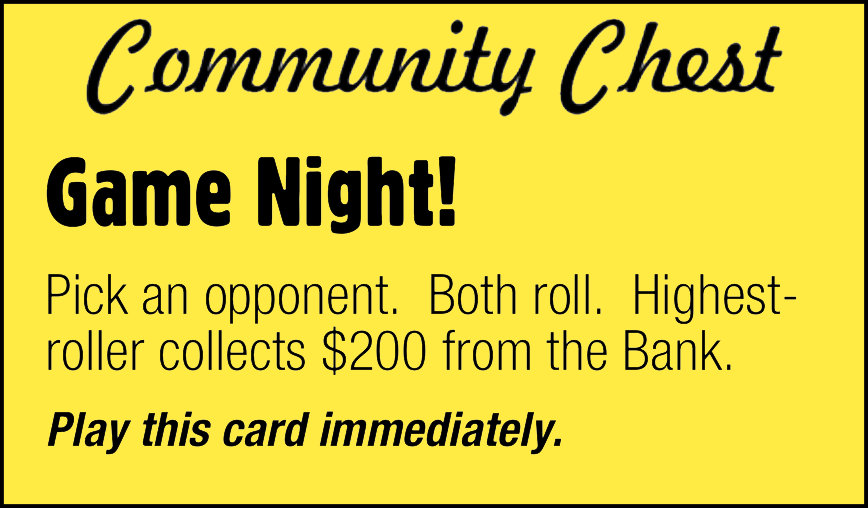 Community Chest
Game Night!
Pick an opponent.  Both roll.  Highest-
roller collects $200 from the Bank.
Play this card immediately.